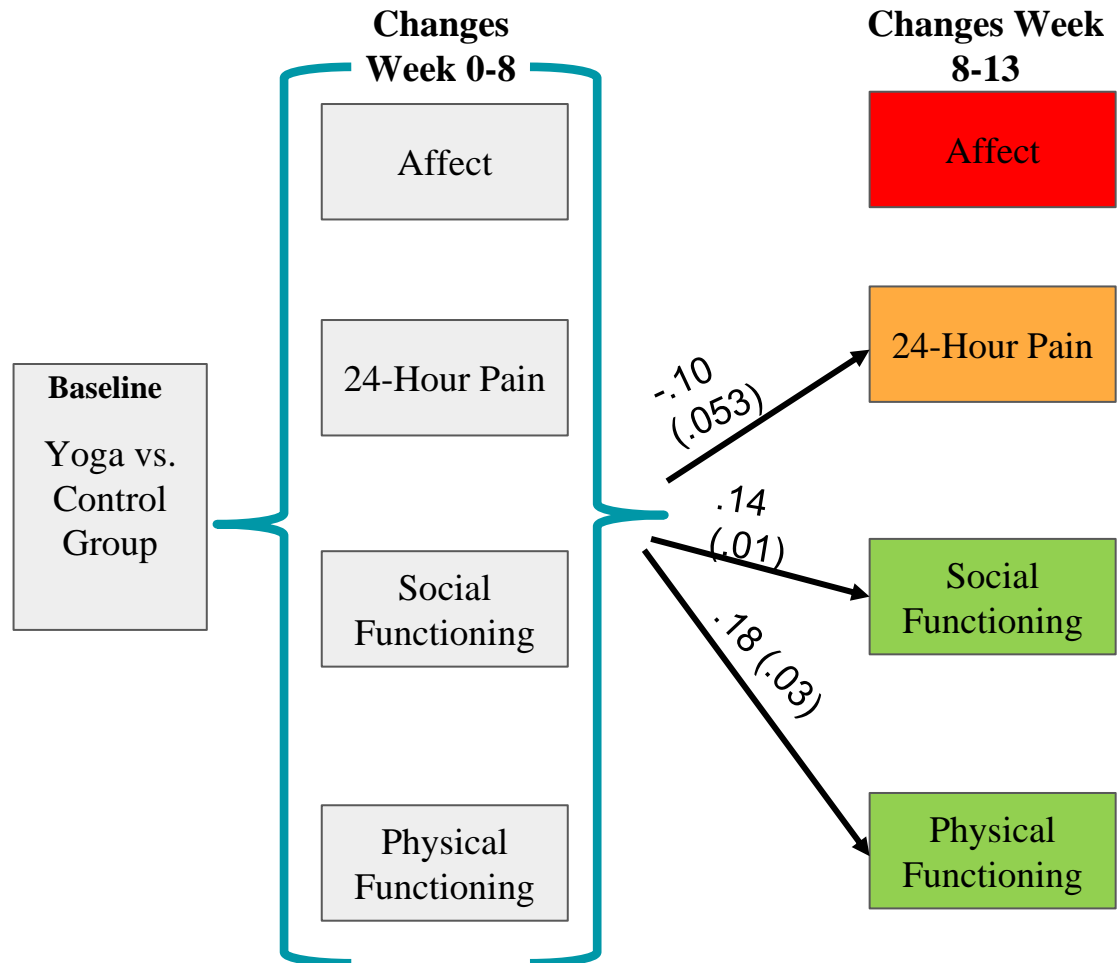 Changes
Week 0-8
Changes Week
8-13
Affect
Affect
24-Hour Pain
24-Hour Pain
-.10
(.053)
Baseline
Yoga vs.
Control
Group
.14
(.01)
Social
Functioning
Social
Functioning
.18 (.03)
Physical
Functioning
Physical
Functioning